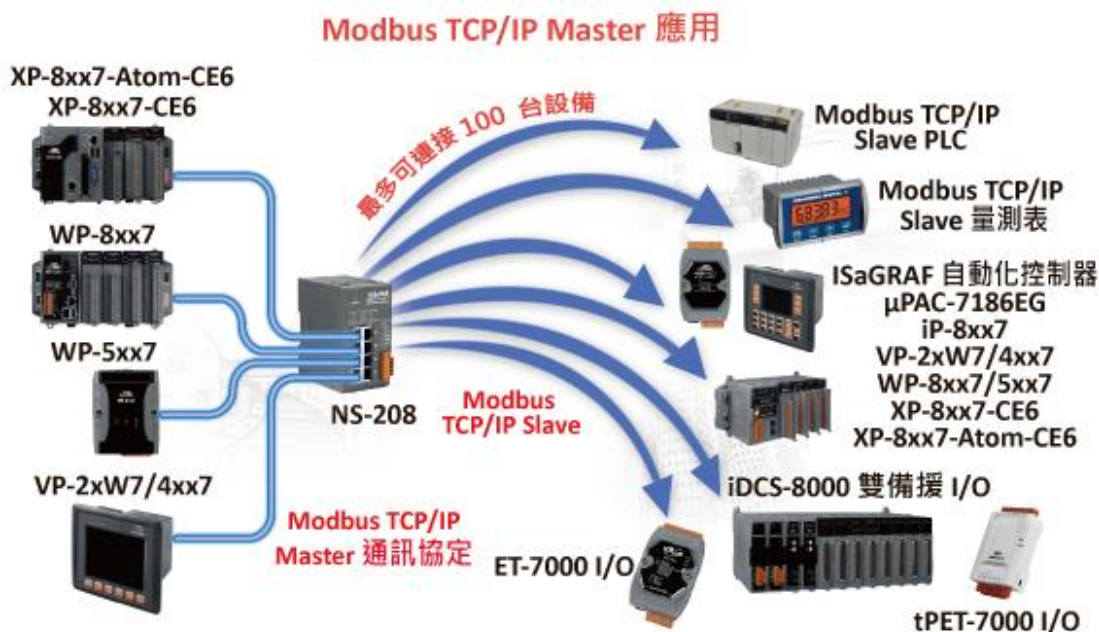 Modbus TCP/IP Master 應用
XP-8xx7-Atom-CE6
XP-8xx7-CE6
WP-8xx7
WP-5xx7
VP-2xW7/4xx7
最多可連接 100 台設備
NS-208
Modbus
TCP/IP Slave
Modbus TCP/IP
Master 通訊協定
Modbus TCP/IP
Slave PLC
Modbus TCP/IP
Slave 量測表
68383
ISaGRAF 自動化控制器
μPAC-7186EG
iP-8xx7
VP-2xW7/4xx7
WP-8xx7/5xx7
XP-8xx7-CE6
XP-8xx7-Atom-CE6
iDCS-8000 雙備援 I/O
ET-7000 I/O
tPET-7000 I/O